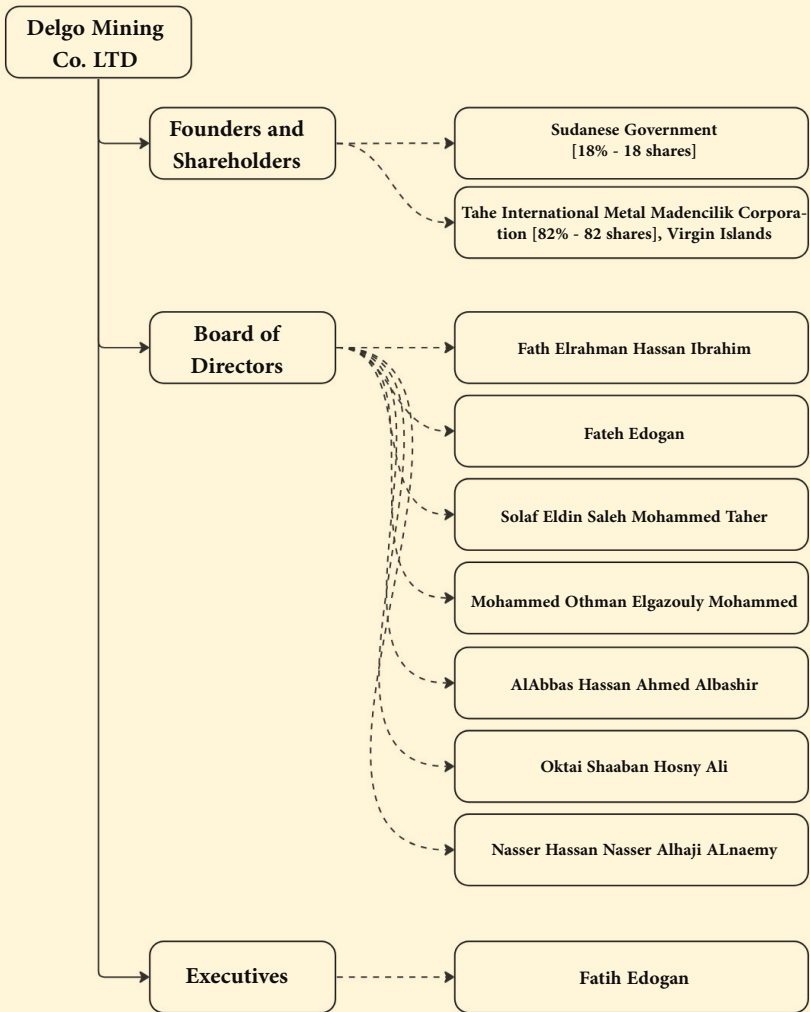 Delgo Mining
Co. LTD
Founders and
Shareholders
Sudanese Government
[18% - 18 shares]
Tahe International Metal Madencilik Corpora-
tion [82% - 82 shares], Virgin Islands
Board of
Directors
Fath Elrahman Hassan Ibrahim
Fateh Edogan
Solaf Eldin Saleh Mohammed Taher
Mohammed Othman Elgazouly Mohammed
AlAbbas Hassan Ahmed Albashir
Oktai Shaaban Hosny Ali
Nasser Hassan Nasser Alhaji ALnaemy
Executives
Fatih Edogan